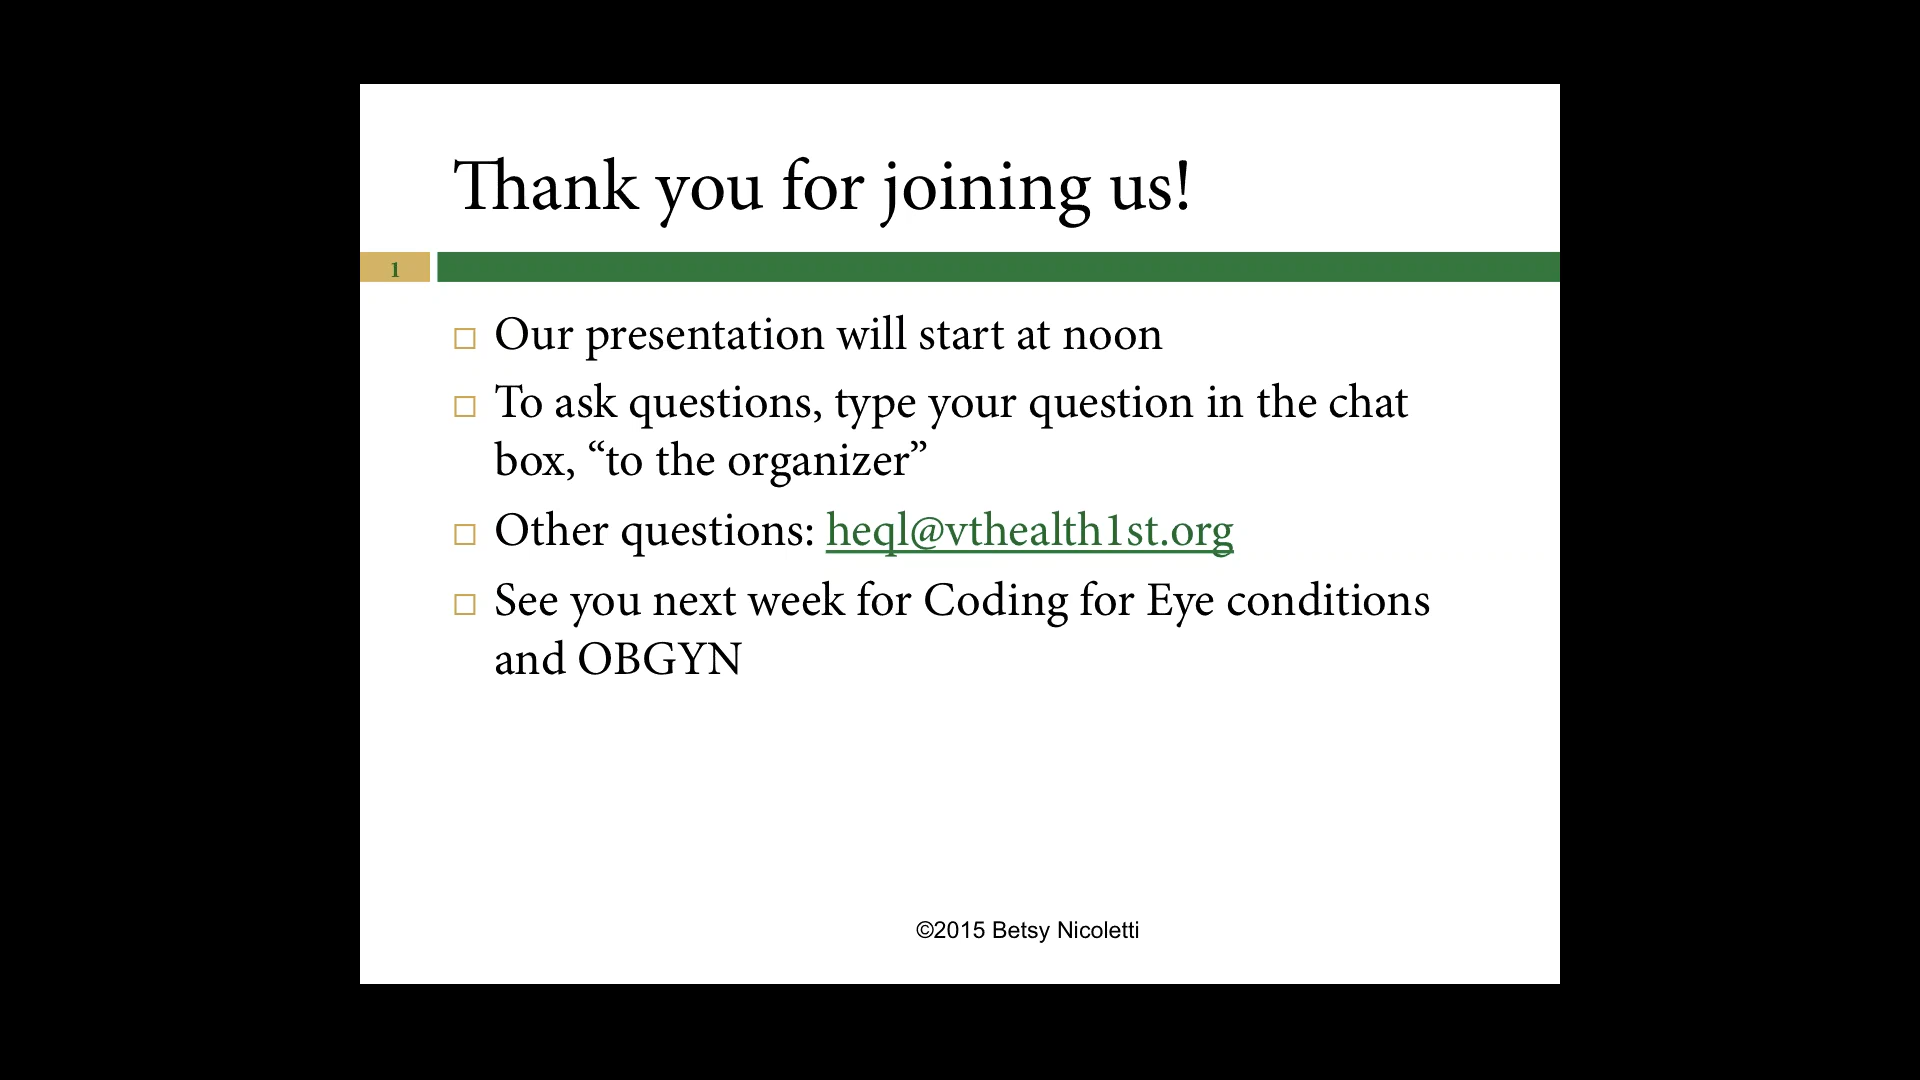 Thank you for joining us!
1
Our presentation will start at noon
To ask questions, type your question in the chat
box, “to the organizer”
Other questions: heql@vthealth1st.org
See you next week for Coding for Eye conditions
and OBGYN
©2015 Betsy Nicoletti